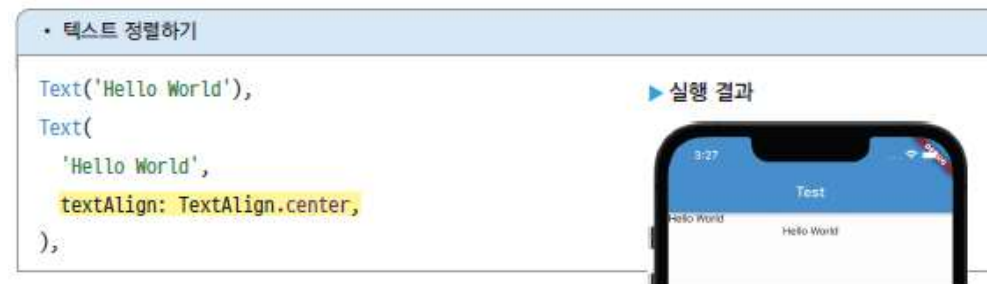 • 텍스트 정렬하기
Text('Hello World'),
Text(
'Hello World',
textAlign: TextAlign.center,
),
▶ 실행 결과
3:27
DEBUG
Test
Hello World
Hello World